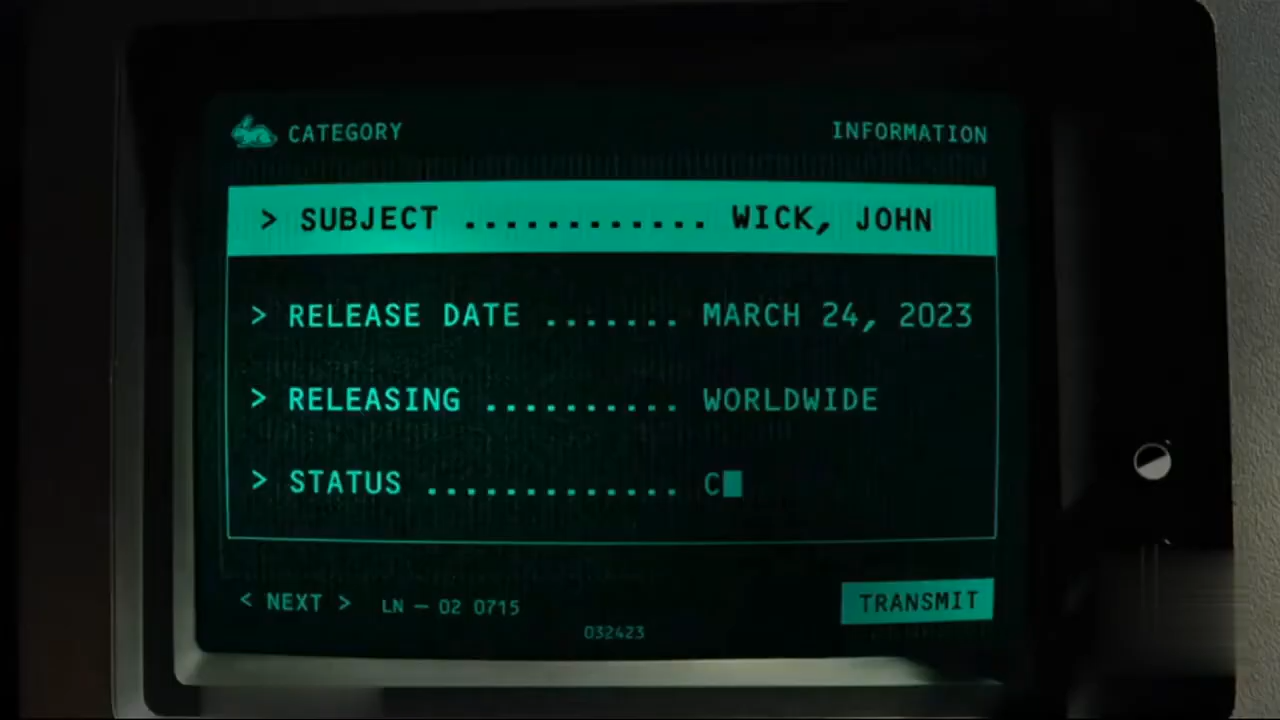 CATEGORY INFORMATION
> SUBJECT ............ WICK, JOHN
> RELEASE DATE ....... MARCH 24, 2023
> RELEASING .......... WORLDWIDE
> STATUS .............. C
< NEXT > LN — 02 0715 TRANSMIT
032423